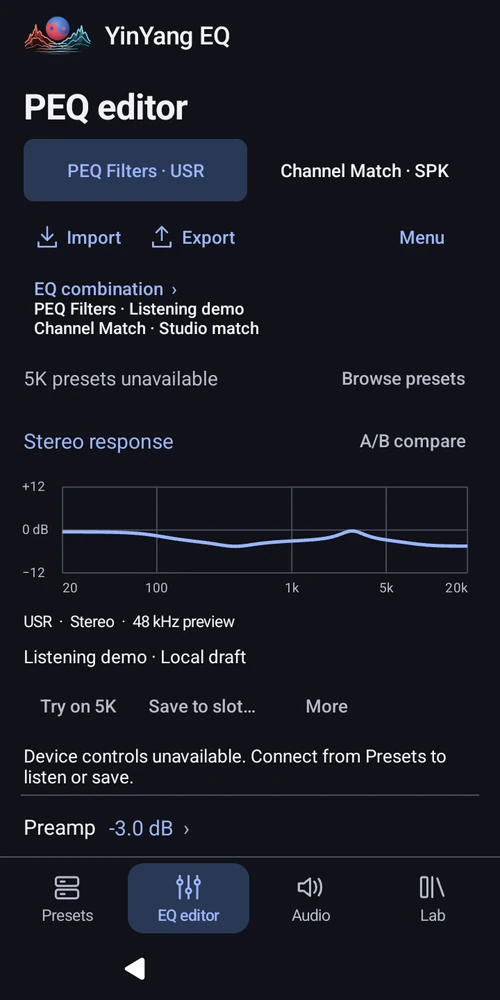 YinYang EQ
PEQ editor
PEQ Filters · USR
Channel Match · SPK
Import
Export
Menu
EQ combination ›
PEQ Filters · Listening demo
Channel Match · Studio match
5K presets unavailable
Browse presets
Stereo response
A/B compare
+12
0 dB
−12
20
100
1k
5k
20k
USR · Stereo · 48 kHz preview
Listening demo · Local draft
Try on 5K
Save to slot…
More
Device controls unavailable. Connect from Presets to
listen or save.
Preamp -3.0 dB ›
Presets
EQ editor
Audio
Lab